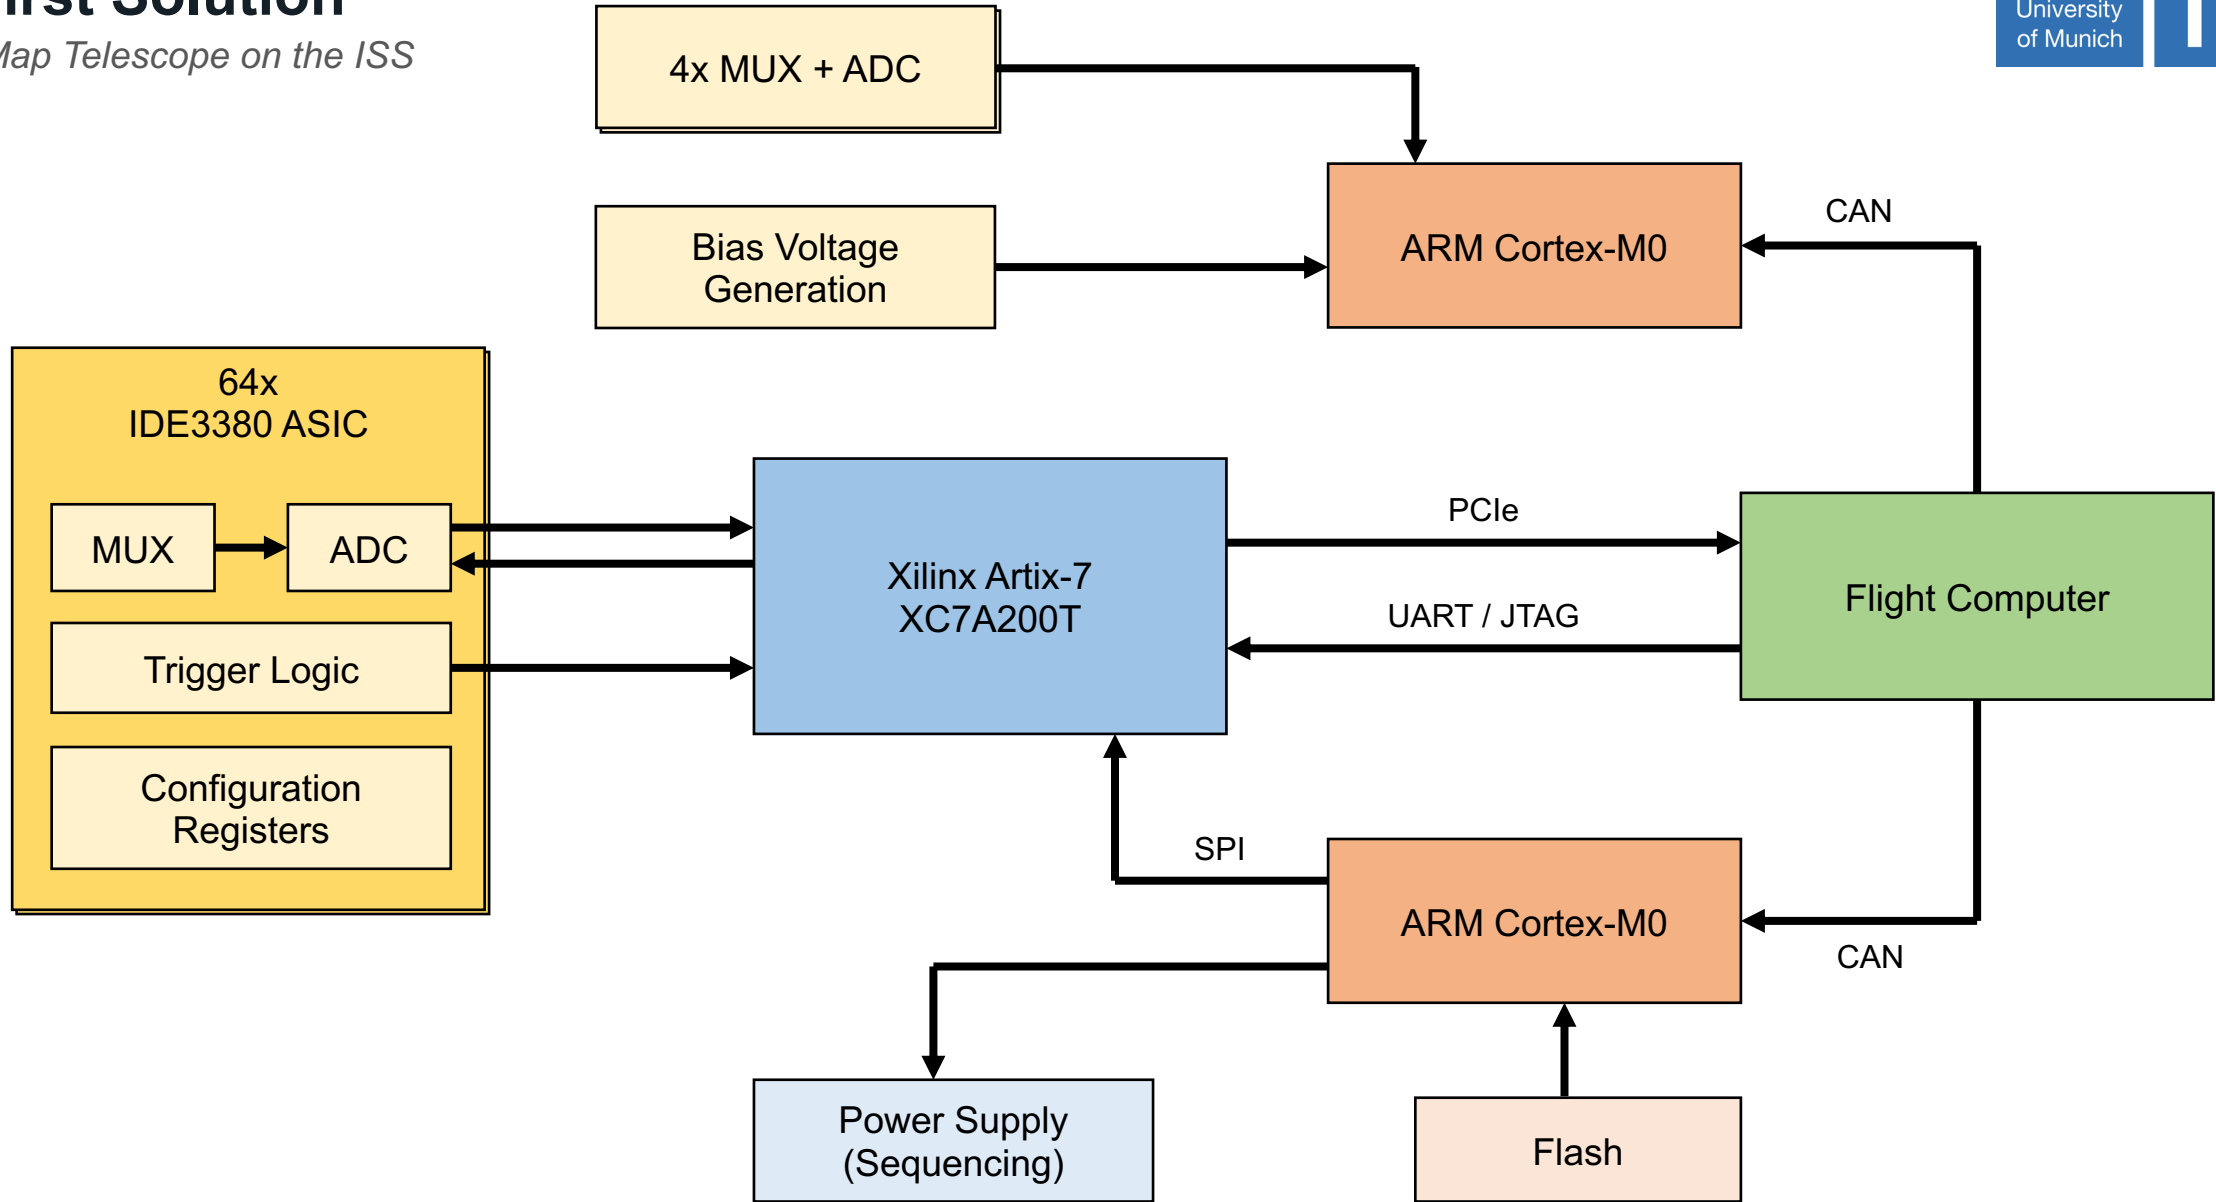 Solution
Map Telescope on the ISS
University
of Munich
4x MUX + ADC
Bias Voltage
Generation
ARM Cortex-M0
CAN
64x
IDE3380 ASIC
MUX
ADC
Trigger Logic
Configuration
Registers
Xilinx Artix-7
XC7A200T
PCIe
UART / JTAG
Flight Computer
SPI
ARM Cortex-M0
CAN
Power Supply
(Sequencing)
Flash